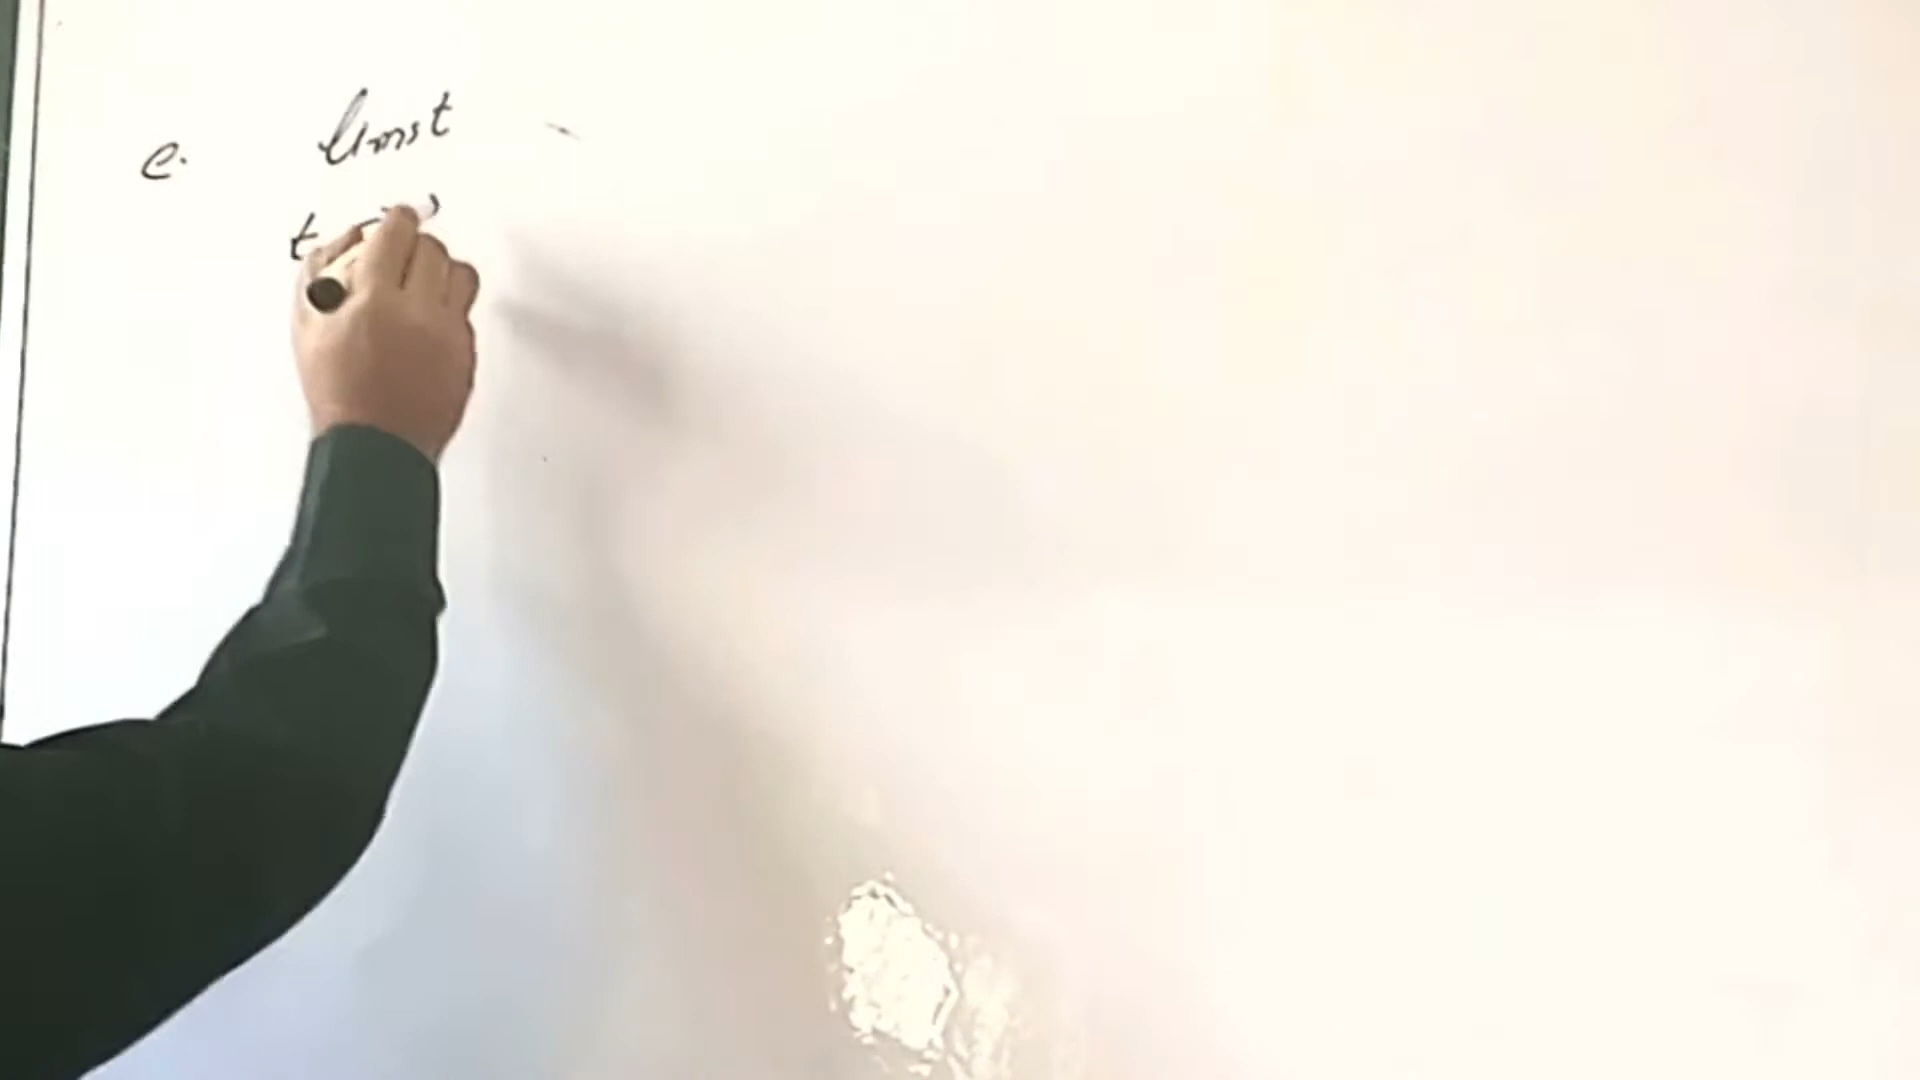 e. limit
t →